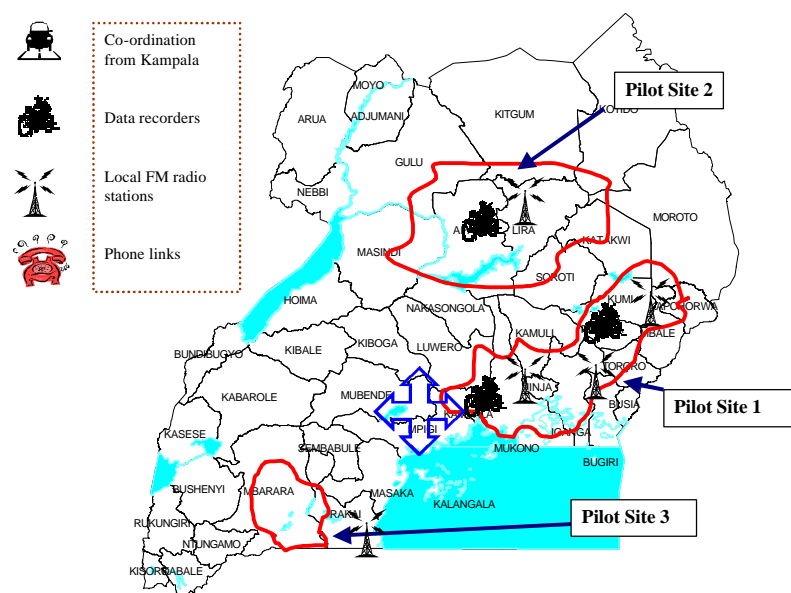 Co-ordination
from Kampala
Data recorders
Local FM radio
stations
Phone links
Pilot Site 2
MOYO
ARUA
ADJUMANI
KITGUM
GULU
NEBBI
MOROTO
LIRA
KATAKWI
MASINDI
SOROTI
HOIMA
KUMI
NAKASONGOLA
KAMULI
KIBOGA
LUWERO
BUNDIBUGYO
KIBALE
TORORO
MUBENDE
KABAROLE
JINJA
BUSIA
Pilot Site 1
MPIGI
KASESE
IGANGA
SEMBABULE
MUKONO
BUGIRI
BUSHENYI
MBARARA
MASAKA
KALANGALA
RUKUNGIRI
RAKAI
Pilot Site 3
NTUNGAMO